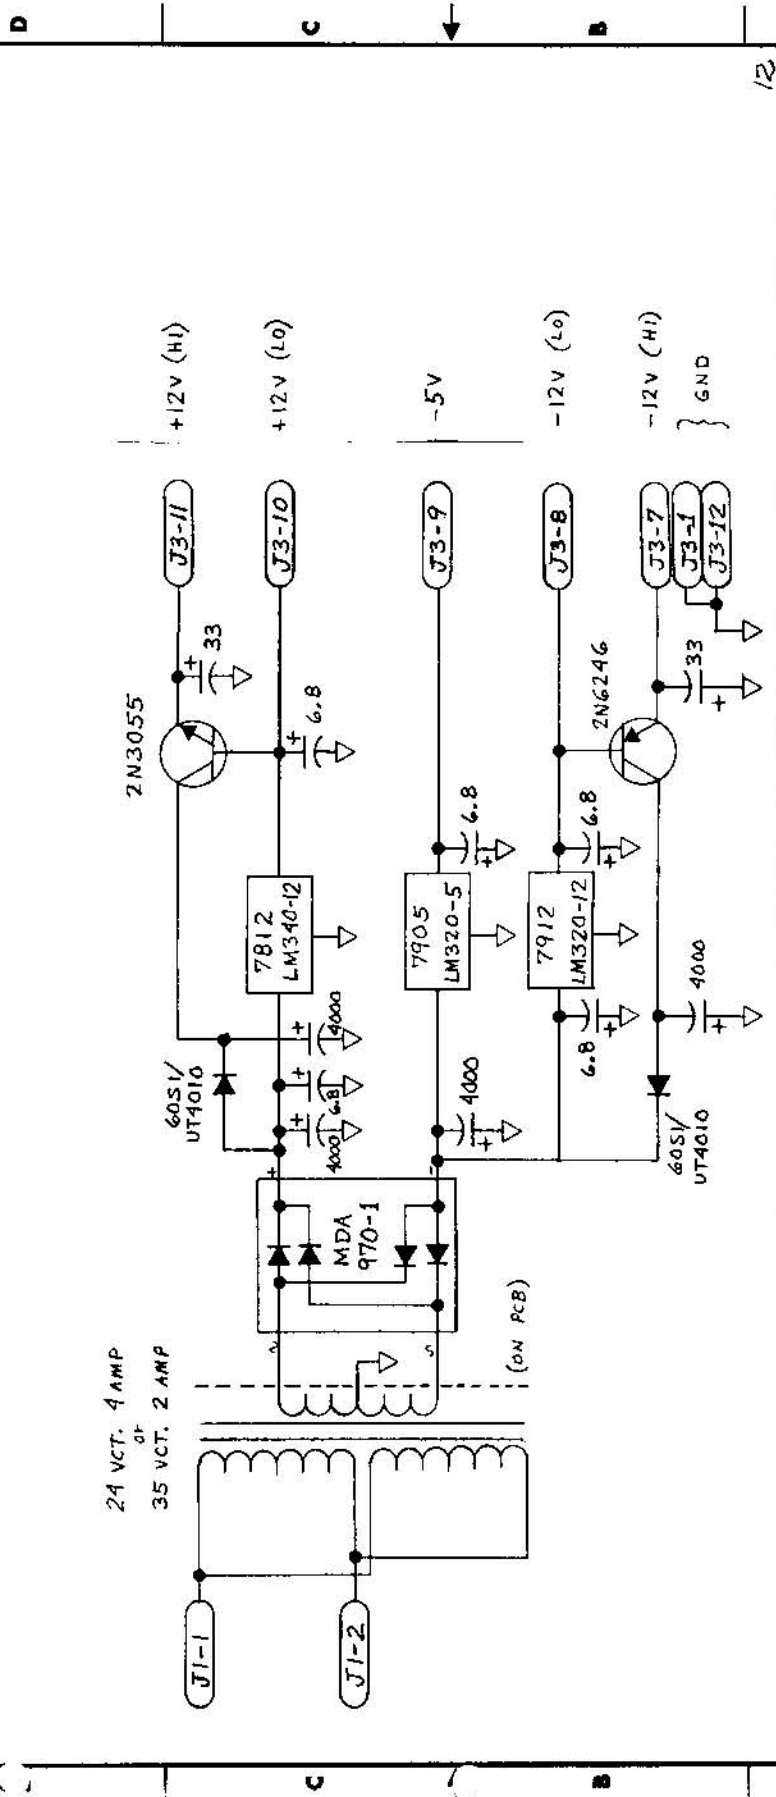 D
C
B
12
24 VCT. 4 AMP
or
35 VCT. 2 AMP
J1-1
J1-2
(ON PCB)
~
~
+
-
MDA
970-1
60S1/
UT4010
+
4000
+
6.8
+
4000
7812
LM340-12
+
6.8
2N3055
+
33
J3-11
+12V (HI)
J3-10
+12V (LO)
4000
+
7905
LM320-5
6.8
+
J3-9
-5V
6.8
+
7912
LM320-12
6.8
+
J3-8
-12V (LO)
60S1/
UT4010
4000
+
2N6246
33
+
J3-7
-12V (HI)
J3-1
J3-12
} GND
C
B